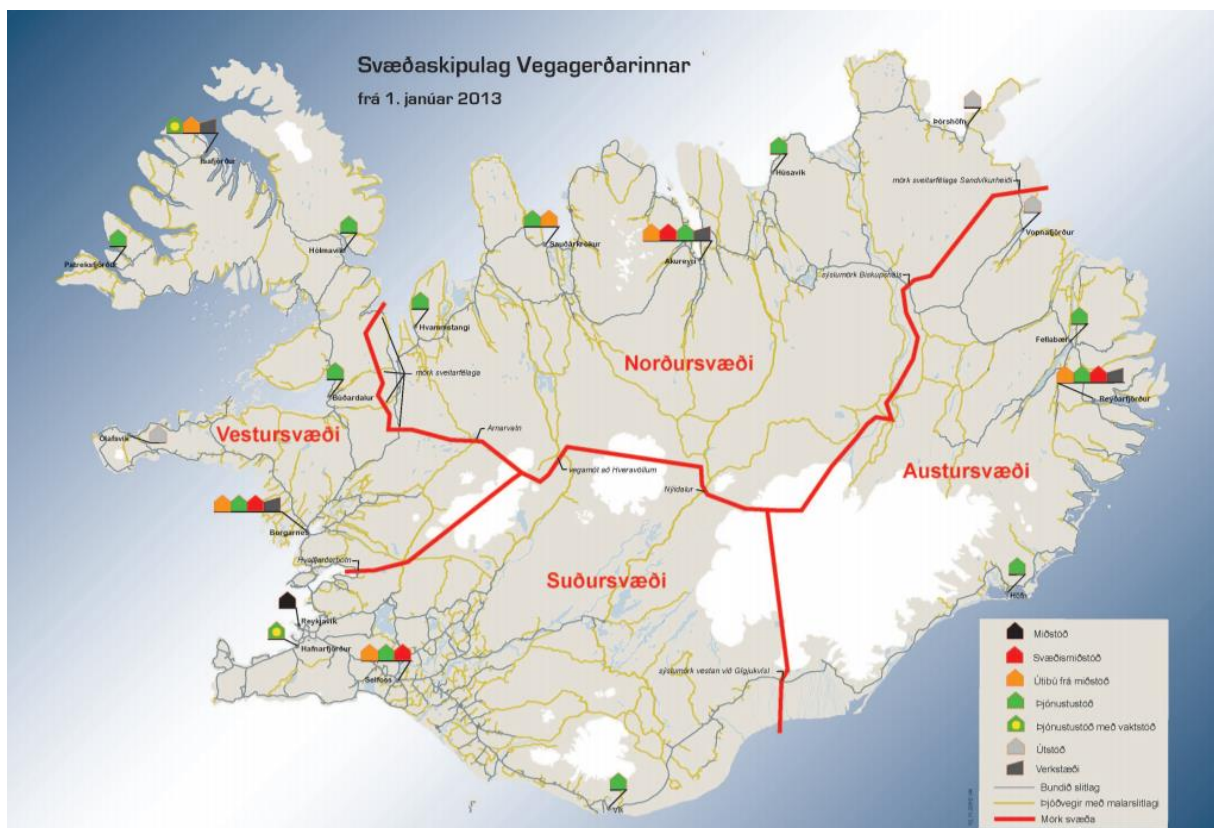 Svæðaskipulag Vegagerðarinnar
frá 1. janúar 2013
Þórshöfn
Ísafjörður
Húsavík
mörk sveitarfélaga Sandvíkurheiði
Vopnafjörður
Sauðárkrókur
Hólmavík
Akureyri
Patreksfjörður
sýslumörk Biskupsháls
Hvammstangi
Fellabær
Norðursvæði
mörk sveitarfélaga
Reyðarfjörður
Búðardalur
Vestursvæði
Ólafsvík
Arnarvatn
vegamót að Hveravöllum
Austursvæði
Nýidalur
Borgarnes
Hvalfjarðarbotn
Suðursvæði
Höfn
Reykjavík
Hafnarfjörður
Selfoss
sýslumörk vestan við Gígjukvísl
Vík
Miðstöð
Svæðismiðstöð
Útibú frá miðstöð
Þjónustustöð
Þjónustustöð með vaktstöð
Útstöð
Verkstæði
Bundið slitlag
Þjóðvegir með malarslitlagi
Mörk svæða